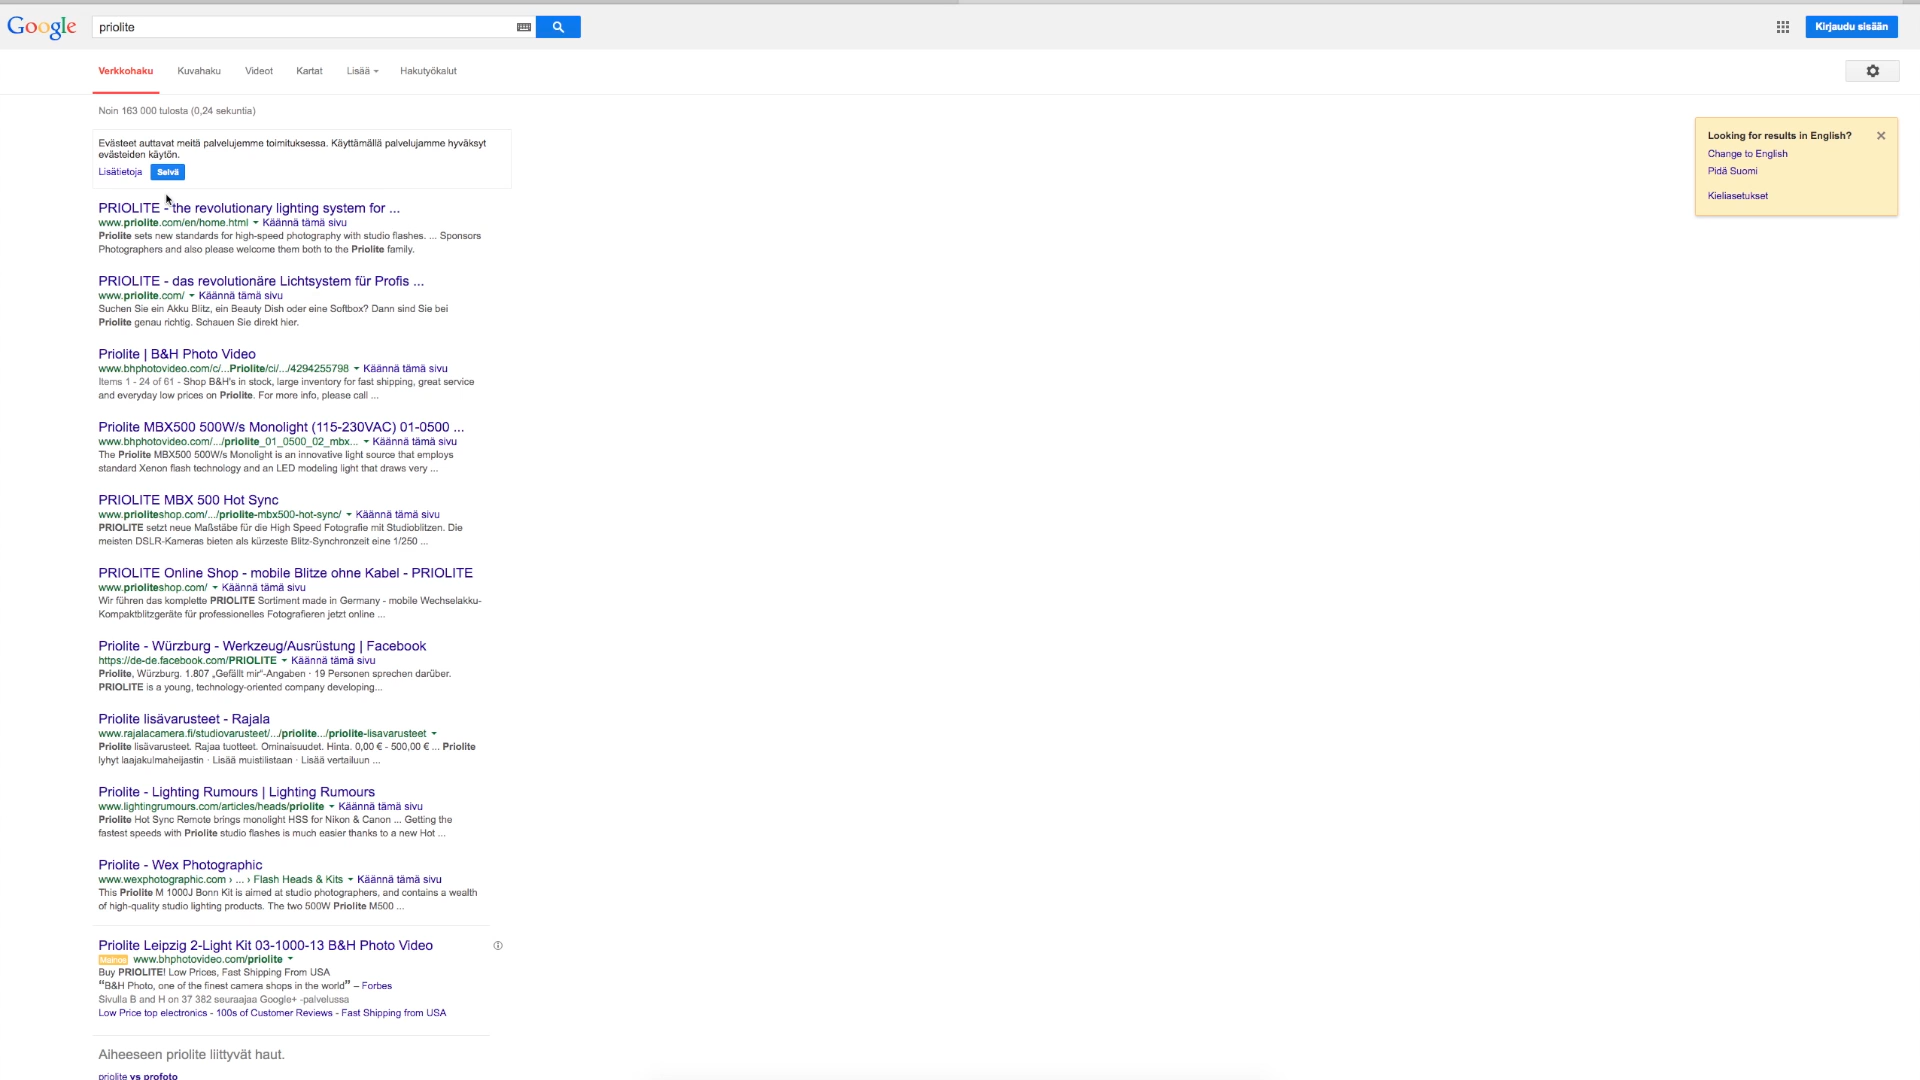 Google
priolite
Kirjaudu sisään
Verkkohaku Kuvahaku Videot Kartat Lisää Hakutyökalut
Noin 163 000 tulosta (0,24 sekuntia)
Evästeet auttavat meitä palvelujemme toimituksessa. Käyttämällä palvelujamme hyväksyt
evästeiden käytön.
Lisätietoja Selvä
Looking for results in English?
Change to English
Pidä Suomi
Kieliasetukset
PRIOLITE - the revolutionary lighting system for ...
www.priolite.com/en/home.html Käännä tämä sivu
Priolite sets new standards for high-speed photography with studio flashes. ... Sponsors
Photographers and also please welcome them both to the Priolite family.
PRIOLITE - das revolutionäre Lichtsystem für Profis ...
www.priolite.com/ Käännä tämä sivu
Suchen Sie ein Akku Blitz, ein Beauty Dish oder eine Softbox? Dann sind Sie bei
Priolite genau richtig. Schauen Sie direkt hier.
Priolite | B&H Photo Video
www.bhphotovideo.com/c/...Priolite/ci/.../4294255798 Käännä tämä sivu
Items 1 - 24 of 61 - Shop B&H's in stock, large inventory for fast shipping, great service
and everyday low prices on Priolite. For more info, please call ...
Priolite MBX500 500W/s Monolight (115-230VAC) 01-0500 ...
www.bhphotovideo.com/.../priolite_01_0500_02_mbx... Käännä tämä sivu
The Priolite MBX500 500W/s Monolight is an innovative light source that employs
standard Xenon flash technology and an LED modeling light that draws very ...
PRIOLITE MBX 500 Hot Sync
www.prioliteshop.com/.../priolite-mbx500-hot-sync/ Käännä tämä sivu
PRIOLITE setzt neue Maßstäbe für die High Speed Fotografie mit Studioblitzen. Die
meisten DSLR-Kameras bieten als kürzeste Blitz-Synchronzeit eine 1/250 ...
PRIOLITE Online Shop - mobile Blitze ohne Kabel - PRIOLITE
www.prioliteshop.com/ Käännä tämä sivu
Wir führen das komplette PRIOLITE Sortiment made in Germany - mobile Wechselakku-
Kompaktblitzgeräte für professionelles Fotografieren jetzt online ...
Priolite - Würzburg - Werkzeug/Ausrüstung | Facebook
https://de-de.facebook.com/PRIOLITE Käännä tämä sivu
Priolite, Würzburg. 1.807 „Gefällt mir“-Angaben · 19 Personen sprechen darüber.
PRIOLITE is a young, technology-oriented company developing...
Priolite lisävarusteet - Rajala
www.rajalacamera.fi/studiovarusteet/.../priolite.../priolite-lisavarusteet
Priolite lisävarusteet. Rajaa tuotteet. Ominaisuudet. Hinta. 0,00 € - 500,00 € ... Priolite
lyhyt laajakulmaheijastin · Lisää muistilistaan · Lisää vertailuun ...
Priolite - Lighting Rumours | Lighting Rumours
www.lightingrumours.com/articles/heads/priolite Käännä tämä sivu
Priolite Hot Sync Remote brings monolight HSS for Nikon & Canon ... Getting the
fastest speeds with Priolite studio flashes is much easier thanks to a new Hot ...
Priolite - Wex Photographic
www.wexphotographic.com › ... › Flash Heads & Kits Käännä tämä sivu
This Priolite M 1000J Bonn Kit is aimed at studio photographers, and contains a wealth
of high-quality studio lighting products. The two 500W Priolite M500 ...
Priolite Leipzig 2-Light Kit 03-1000-13 B&H Photo Video
Mainos www.bhphotovideo.com/priolite
Buy PRIOLITE! Low Prices, Fast Shipping From USA
“B&H Photo, one of the finest camera shops in the world” – Forbes
Sivulla B and H on 37 382 seuraajaa Google+ -palvelussa
Low Price top electronics - 100s of Customer Reviews - Fast Shipping from USA
Aiheeseen priolite liittyvät haut.
priolite vs profoto